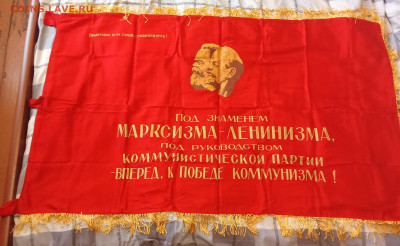 COINS.LAVE.RU
Пролетарии всех стран, соединяйтесь!
Под знаменем
марксизма-ленинизма,
под руководством
коммунистической партии
-вперед, к победе коммунизма!